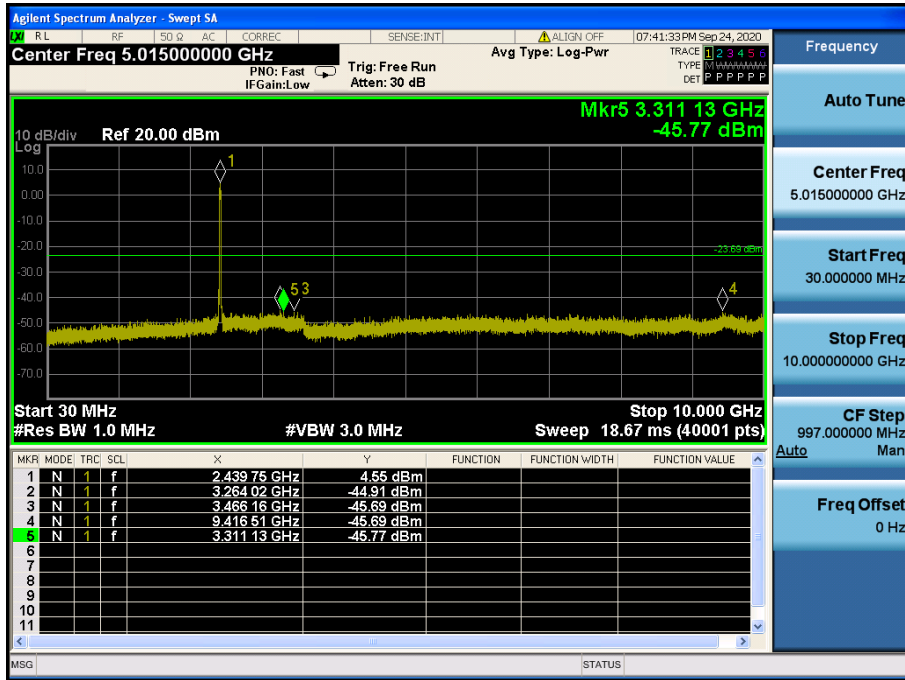 Agilent Spectrum Analyzer - Swept SA
LXI RL RF 50 Ω AC CORREC SENSE:INT ALIGN OFF 07:41:33 PM Sep 24, 2020
Center Freq 5.015000000 GHz
PNO: Fast
IFGain:Low
Trig: Free Run
Atten: 30 dB
Avg Type: Log-Pwr
TRACE 1 2 3 4 5 6
TYPE M WWWWW
DET P P P P P P
Mkr5 3.311 13 GHz
-45.77 dBm
10 dB/div Ref 20.00 dBm
Log
10.0
0.00
-10.0
-20.0
-30.0
-40.0
-50.0
-60.0
-70.0
1
-23.69 dBm
5 3
4
Start 30 MHz Stop 10.000 GHz
#Res BW 1.0 MHz #VBW 3.0 MHz Sweep 18.67 ms (40001 pts)
MKR MODE TRC SCL X Y FUNCTION FUNCTION WIDTH FUNCTION VALUE
1 N 1 f 2.439 75 GHz 4.55 dBm
2 N 1 f 3.264 02 GHz -44.91 dBm
3 N 1 f 3.466 16 GHz -45.69 dBm
4 N 1 f 9.416 51 GHz -45.69 dBm
5 N 1 f 3.311 13 GHz -45.77 dBm
6
7
8
9
10
11
MSG STATUS
Frequency
Auto Tune
Center Freq
5.015000000 GHz
Start Freq
30.000000 MHz
Stop Freq
10.000000000 GHz
CF Step
997.000000 MHz
Auto Man
Freq Offset
0 Hz